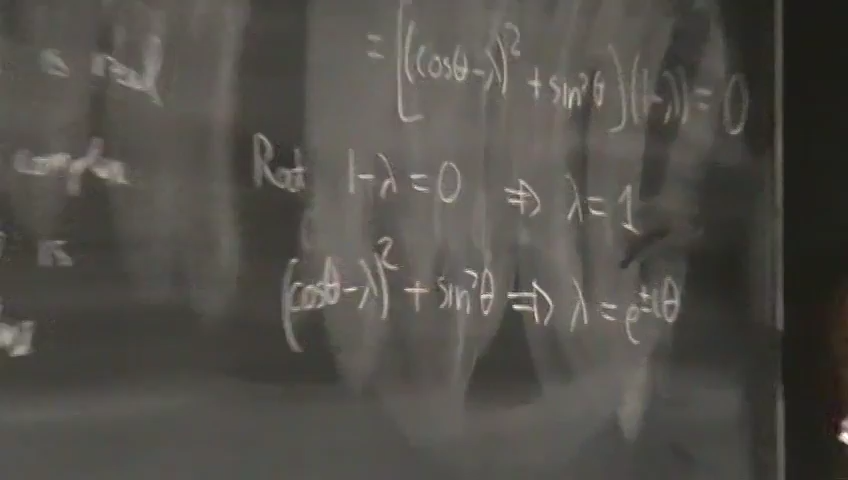 is real
= [(cosθ-λ)² + sin²θ](1-λ) = 0
Root 1-λ = 0 ⇒ λ = 1
complex
is
(cosθ-λ)² + sin²θ ⇒ λ = e^{±iθ}